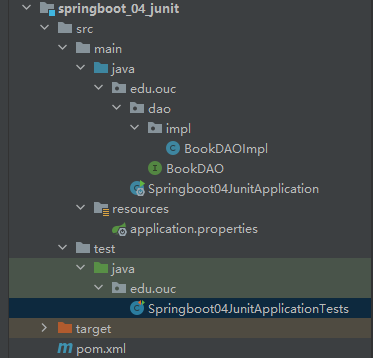 springboot_04_junit
src
main
java
edu.ouc
dao
impl
BookDAOImpl
BookDAO
Springboot04JunitApplication
resources
application.properties
test
java
edu.ouc
Springboot04JunitApplicationTests
target
pom.xml